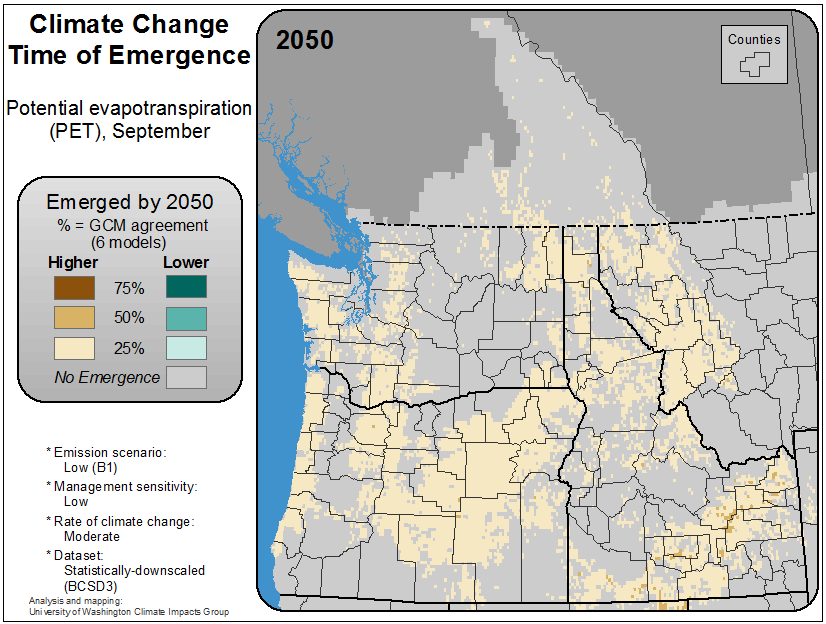 Climate Change
Time of Emergence
Potential evapotranspiration
(PET), September
2050
Counties
Emerged by 2050
% = GCM agreement
(6 models)
Higher Lower
75%
50%
25%
No Emergence
* Emission scenario:
Low (B1)
* Management sensitivity:
Low
* Rate of climate change:
Moderate
* Dataset:
Statistically-downscaled
(BCSD3)
Analysis and mapping:
University of Washington Climate Impacts Group